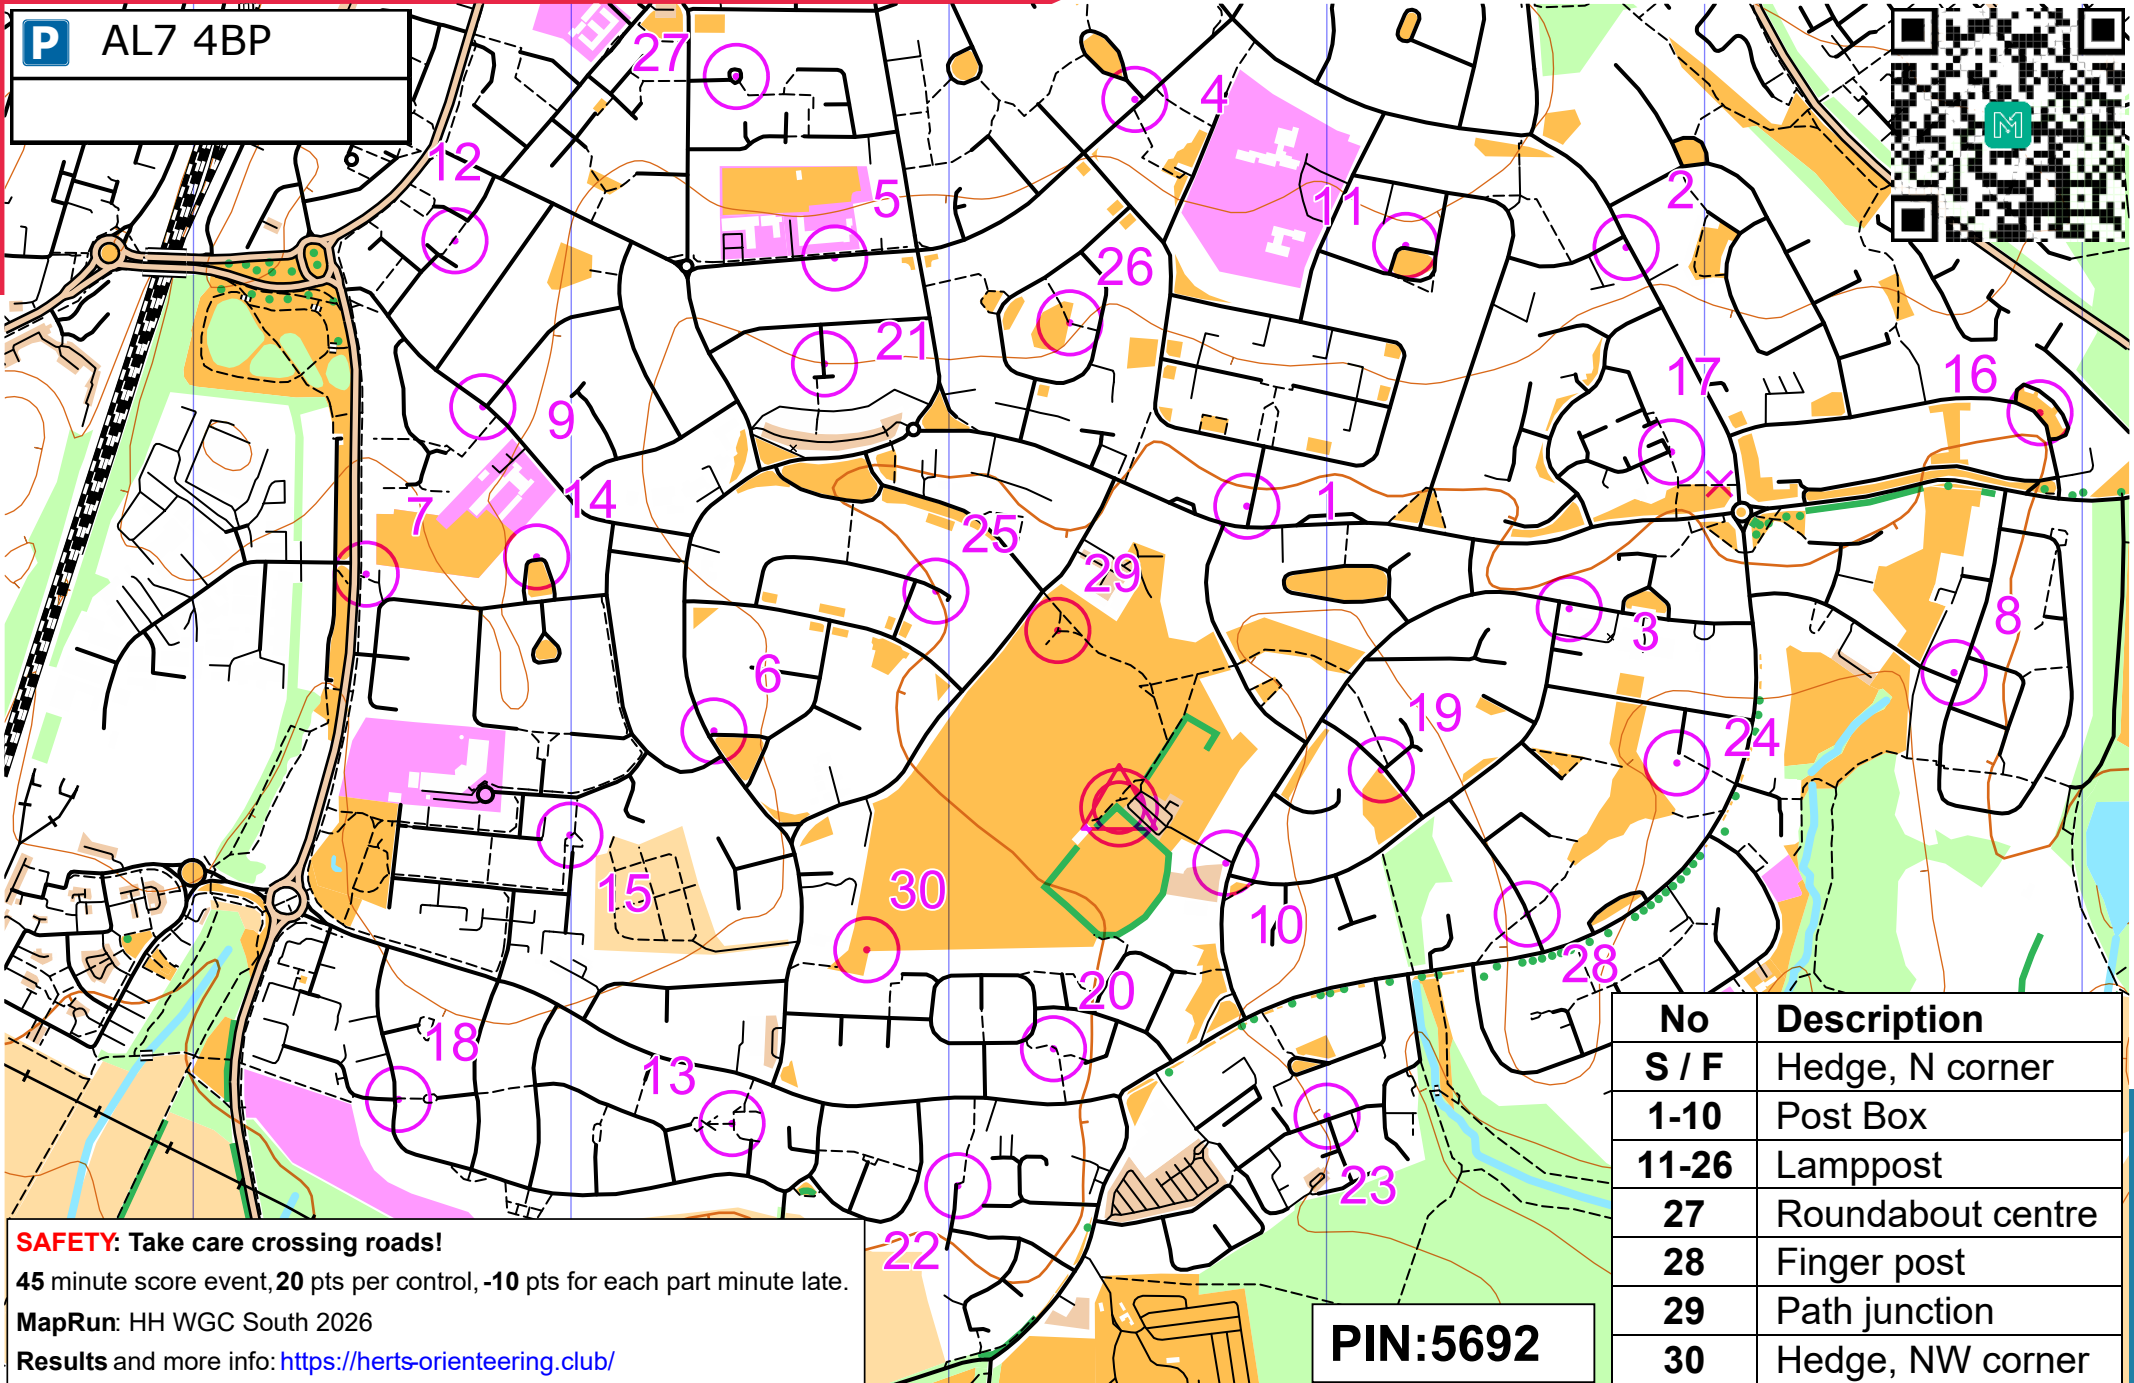 P AL7 4BP
27
4
12
2
5
11
26
21
17
16
9
14
7
1
25
29
8
3
6
19
24
15
30
10
28
20
18
13
23
22
No Description
S / F Hedge, N corner
1-10 Post Box
11-26 Lamppost
27 Roundabout centre
28 Finger post
29 Path junction
30 Hedge, NW corner
SAFETY: Take care crossing roads!
45 minute score event, 20 pts per control, -10 pts for each part minute late.
MapRun: HH WGC South 2026
Results and more info: https://herts-orienteering.club/
PIN:5692